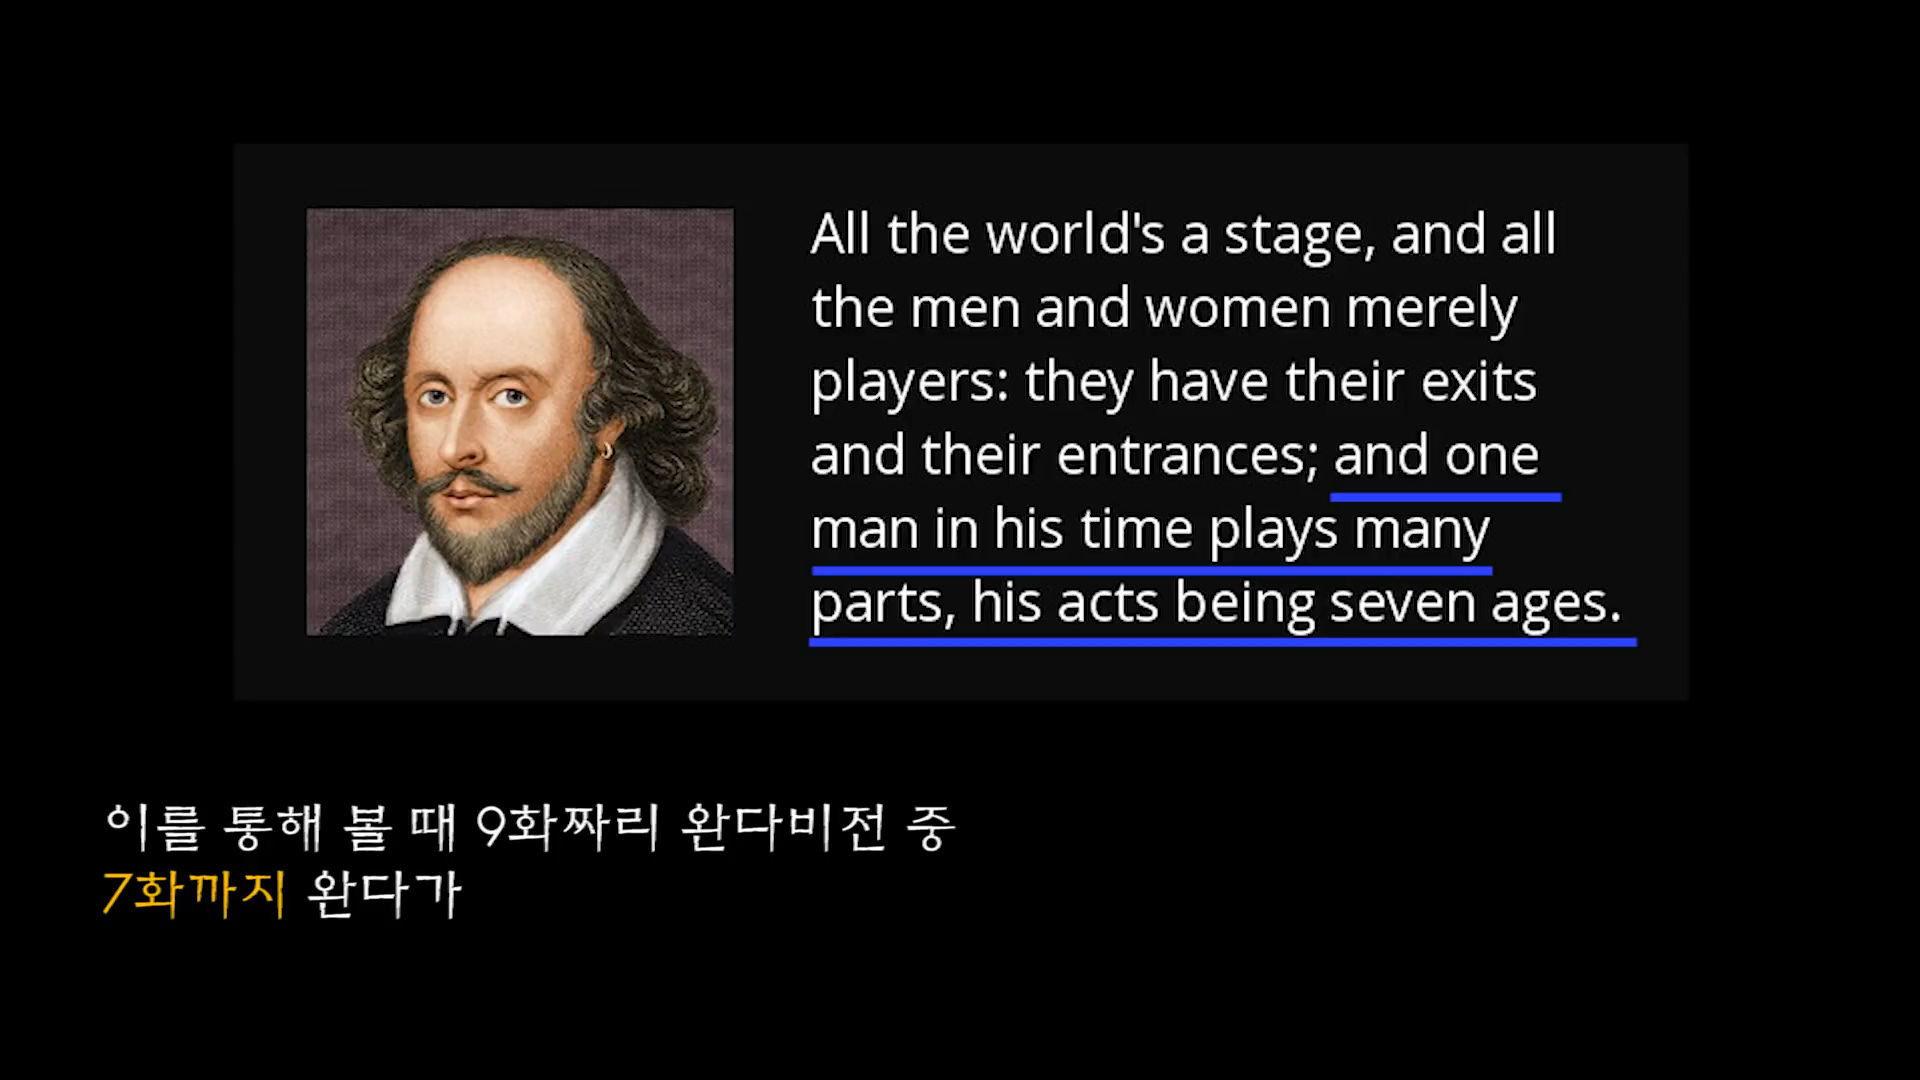 All the world's a stage, and all
the men and women merely
players: they have their exits
and their entrances; and one
man in his time plays many
parts, his acts being seven ages.
이를 통해 볼 때 9화짜리 완다비전 중
7화까지 완다가